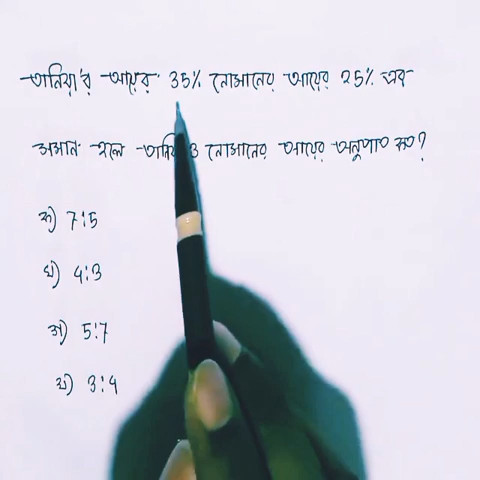 তানিয়া'র আয়ের 35% নোমানের আয়ের 25% এর
সমান হলে তানিয়া ও নোমানের আয়ের অনুপাত কত?
ক) 7:5
খ) 4:3
গ) 5:7
ঘ) 3:4